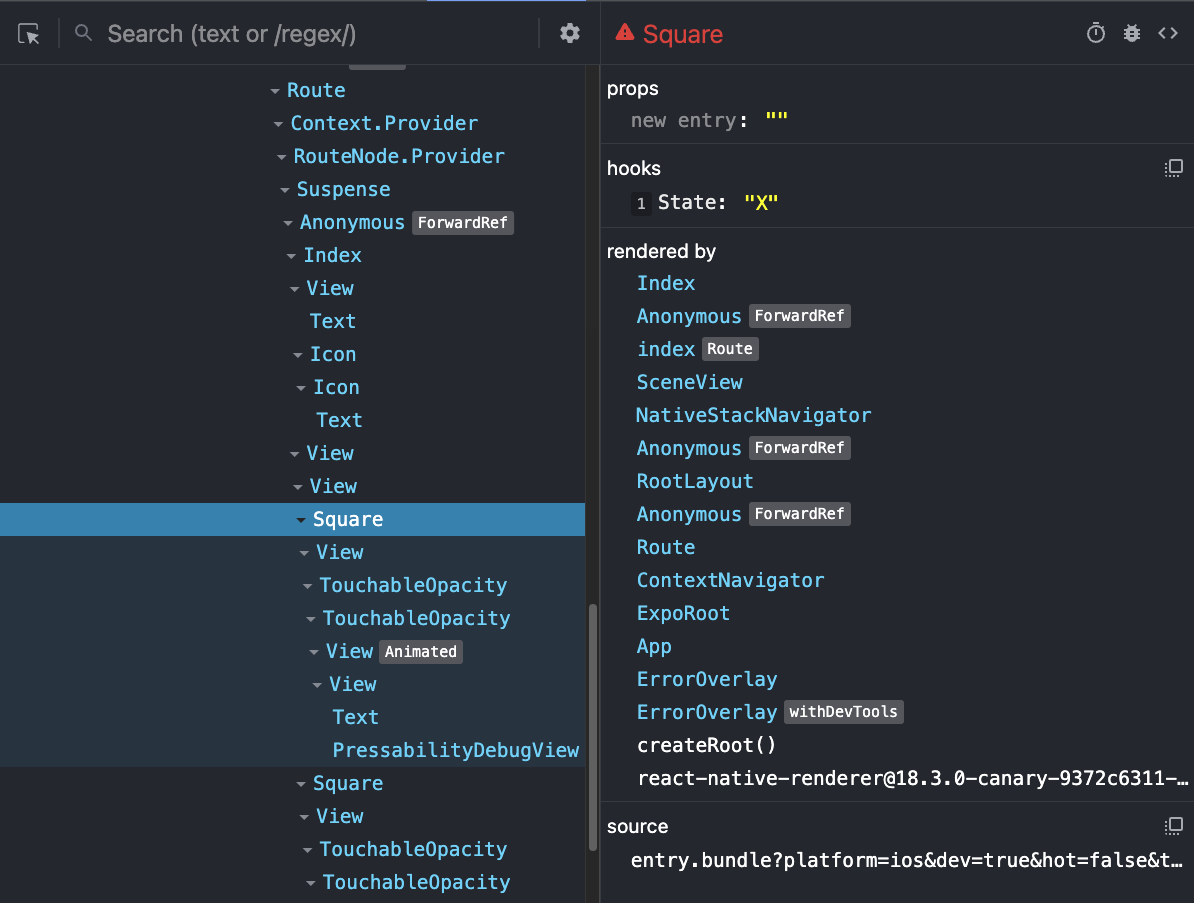 Search (text or /regex/)
Route
Context.Provider
RouteNode.Provider
Suspense
Anonymous ForwardRef
Index
View
Text
Icon
Icon
Text
View
View
Square
View
TouchableOpacity
TouchableOpacity
View Animated
View
Text
PressabilityDebugView
Square
View
TouchableOpacity
TouchableOpacity
Square
props
new entry: ""
hooks
1 State: "X"
rendered by
Index
Anonymous ForwardRef
index Route
SceneView
NativeStackNavigator
Anonymous ForwardRef
RootLayout
Anonymous ForwardRef
Route
ContextNavigator
ExpoRoot
App
ErrorOverlay
ErrorOverlay withDevTools
createRoot()
react-native-renderer@18.3.0-canary-9372c6311-…
source
entry.bundle?platform=ios&dev=true&hot=false&t…